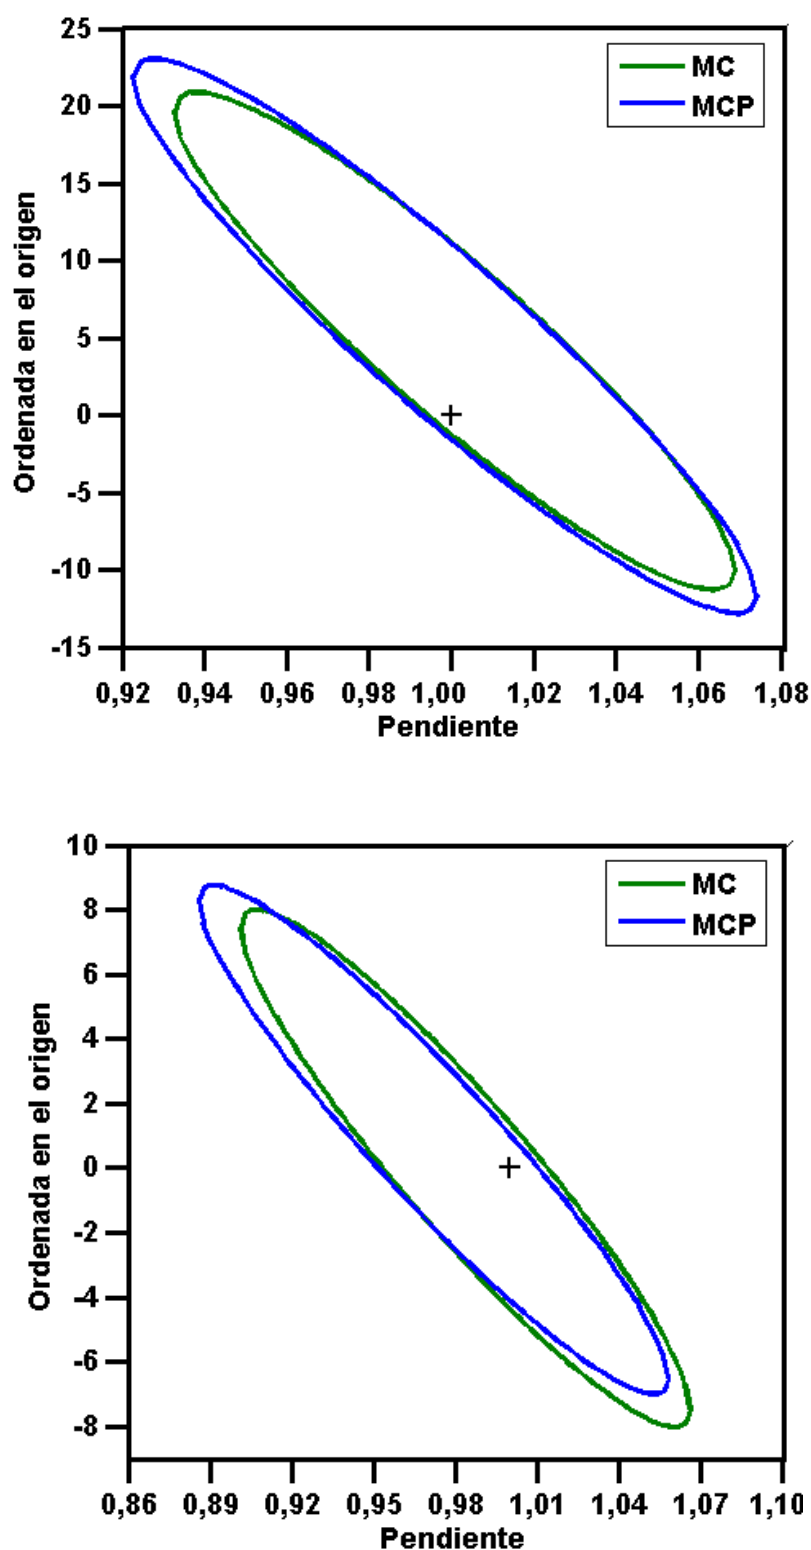 25
20
15
10
5
0
-5
-10
-15
Ordenada en el origen
MC
MCP
0,92 0,94 0,96 0,98 1,00 1,02 1,04 1,06 1,08
Pendiente
10
8
6
4
2
0
-2
-4
-6
-8
Ordenada en el origen
MC
MCP
0,86 0,89 0,92 0,95 0,98 1,01 1,04 1,07 1,10
Pendiente